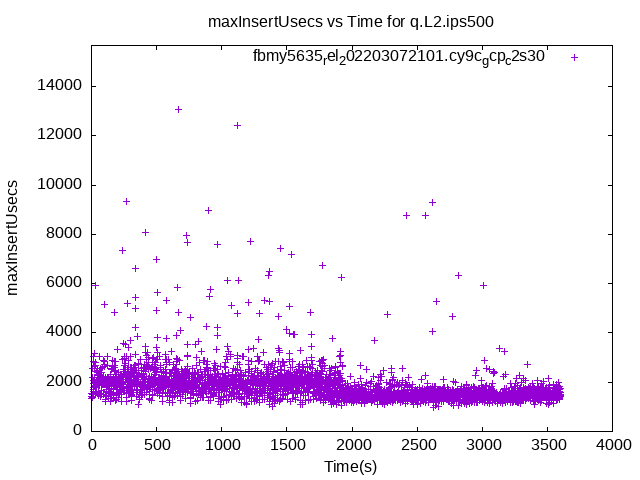 maxInsertUsecs vs Time for q.L2.ips500
fbmy5635rel202203072101.cy9cgcpc2s30
14000
12000
10000
8000
6000
4000
2000
0
maxInsertUsecs
0 500 1000 1500 2000 2500 3000 3500 4000
Time(s)